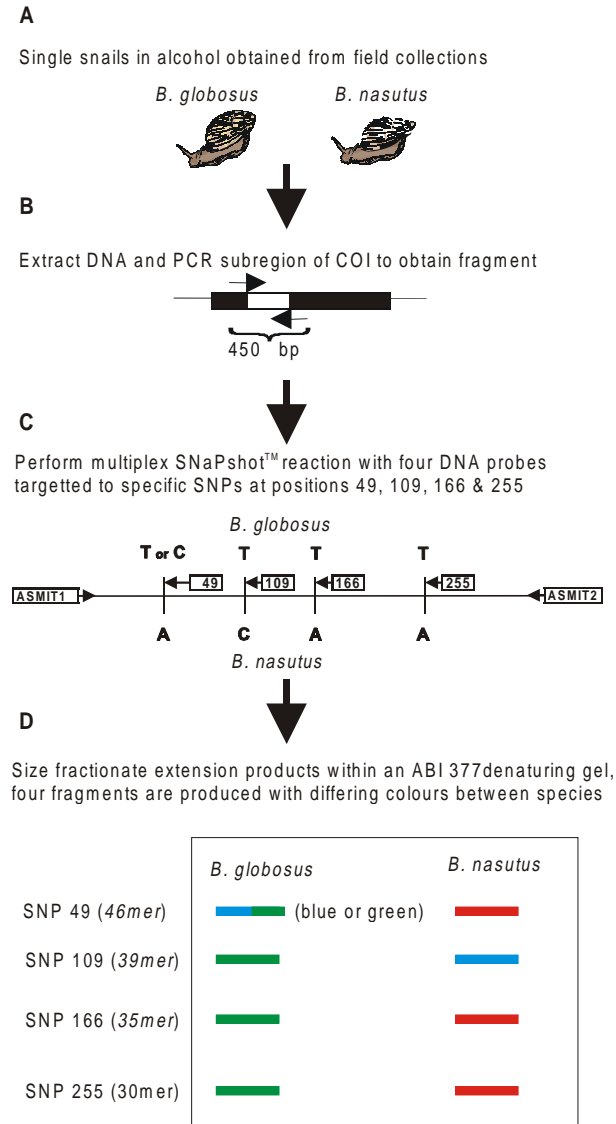 A
Single snails in alcohol obtained from field collections
B. globosus B. nasutus
B
Extract DNA and PCR subregion of COI to obtain fragment
450 bp
C
Perform multiplex SNaPshot™ reaction with four DNA probes
targetted to specific SNPs at positions 49, 109, 166 & 255
B. globosus
T or C T T T
49 109 166 255
ASMIT1 ASMIT2
A C A A
B. nasutus
D
Size fractionate extension products within an ABI 377denaturing gel,
four fragments are produced with differing colours between species
B. globosus B. nasutus
SNP 49 (46mer) (blue or green)
SNP 109 (39mer)
SNP 166 (35mer)
SNP 255 (30mer)